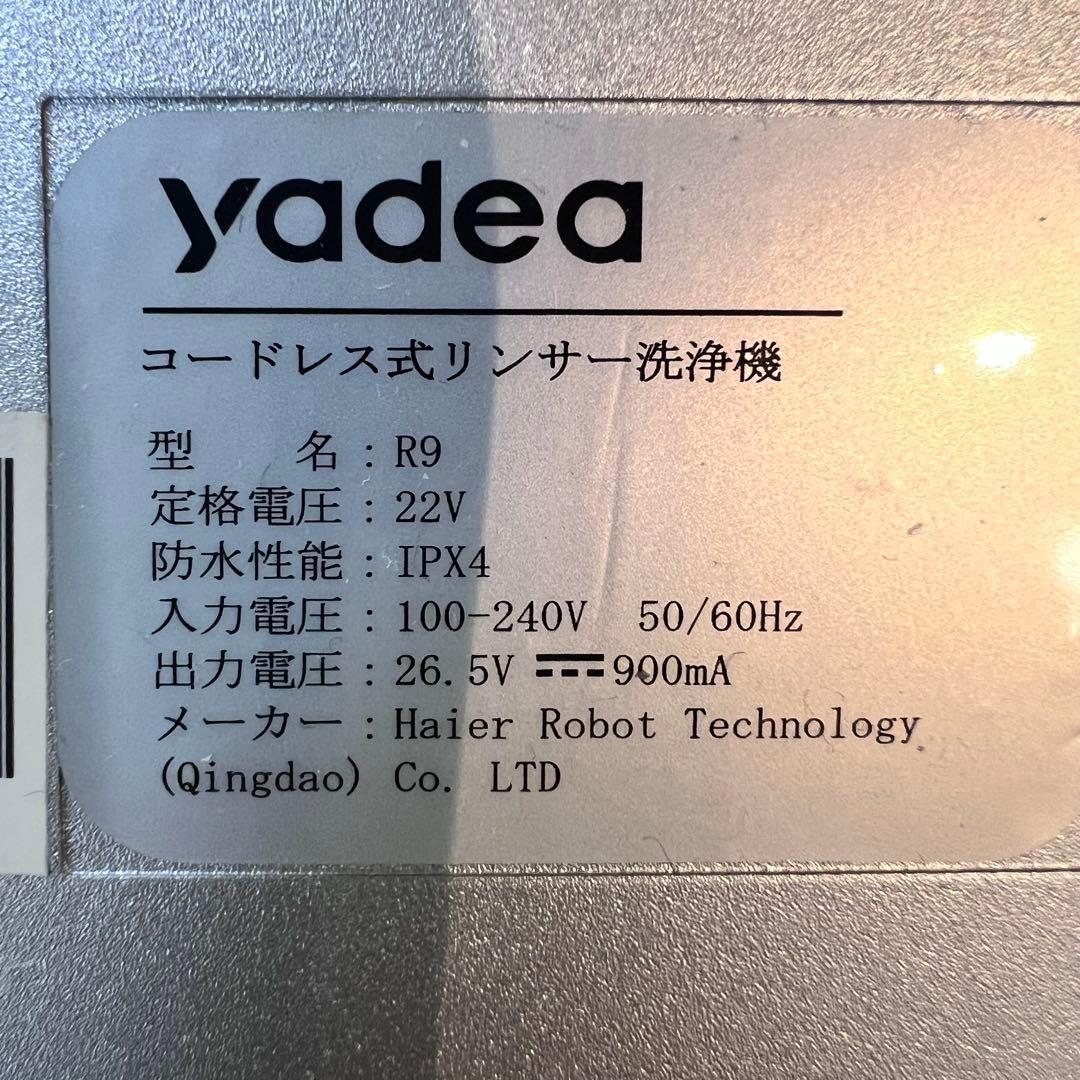 yadea
コードレス式リンサー洗浄機
型　　名：R9
定格電圧：22V
防水性能：IPX4
入力電圧：100-240V　50/60Hz
出力電圧：26.5V ⎓900mA
メーカー：Haier Robot Technology
(Qingdao) Co. LTD